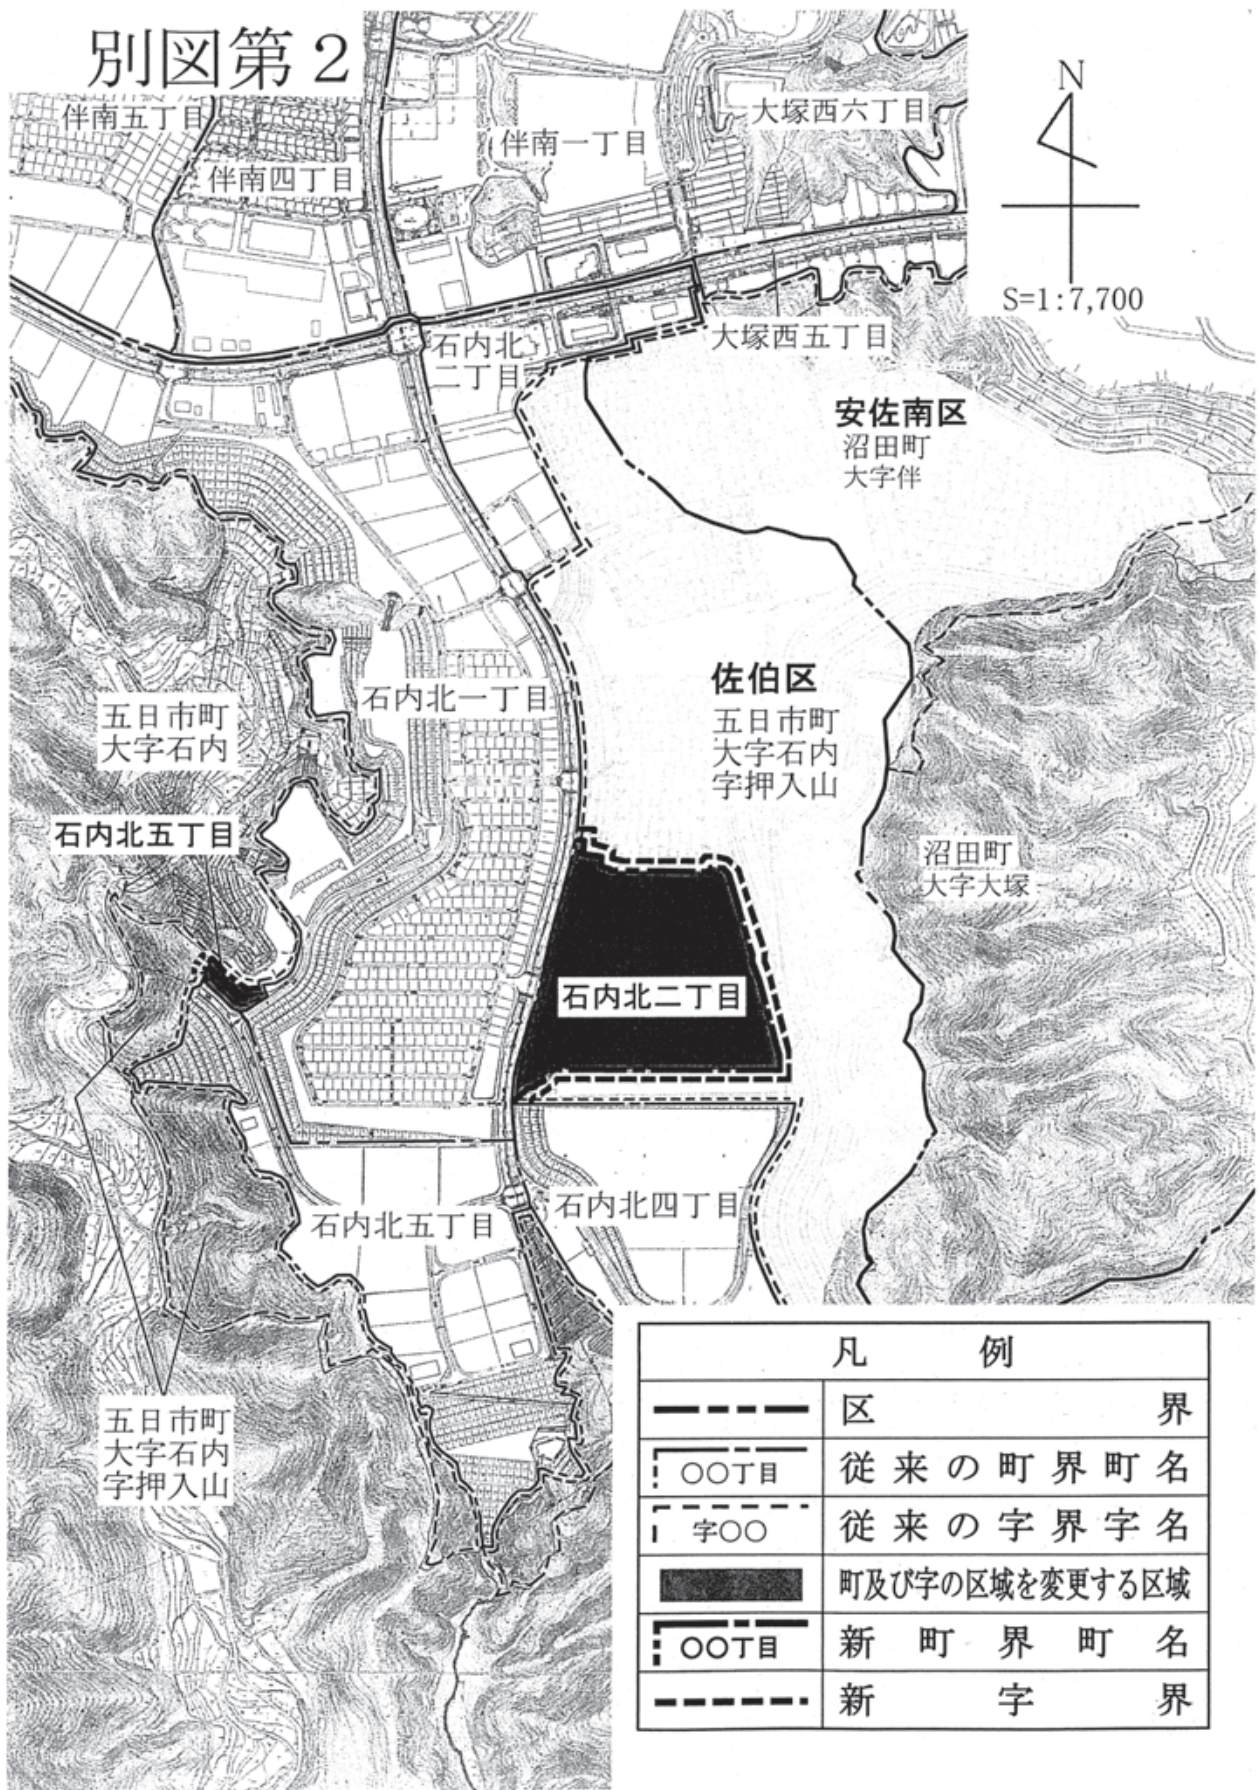 別図第2
N
S=1:7,700
伴南五丁目
伴南四丁目
伴南一丁目
大塚西六丁目
石内北
二丁目
大塚西五丁目
安佐南区
沼田町
大字伴
佐伯区
五日市町
大字石内
字押入山
五日市町
大字石内
石内北一丁目
石内北五丁目
沼田町
大字大塚
石内北二丁目
石内北四丁目
石内北五丁目
五日市町
大字石内
字押入山
凡例
区界
○○丁目 従来の町界町名
字○○ 従来の字界字名
町及び字の区域を変更する区域
○○丁目 新町界町名
新字界